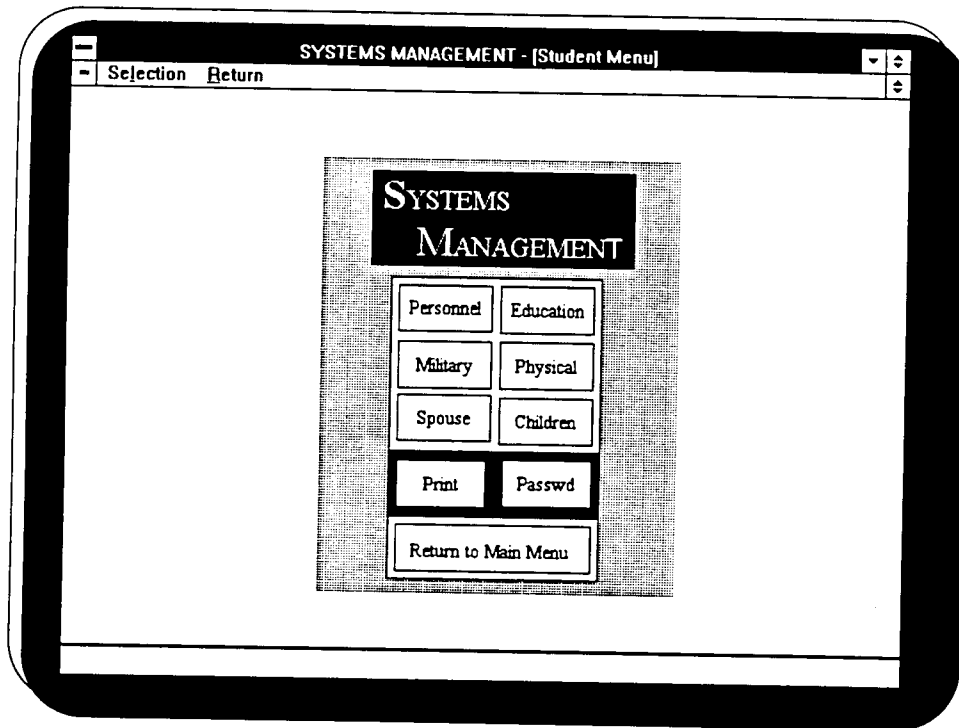 SYSTEMS MANAGEMENT - [Student Menu]
Selection Return
SYSTEMS
MANAGEMENT
Personnel Education
Military Physical
Spouse Children
Print Passwd
Return to Main Menu